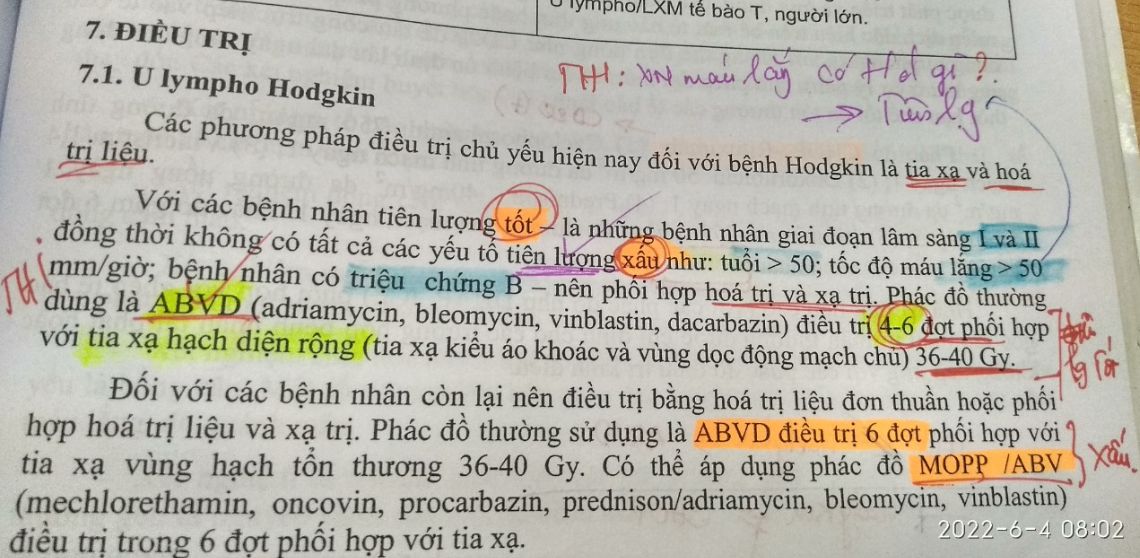 U lympho/LXM tế bào T, người lớn.
7. ĐIỀU TRỊ
TH: XN máu lắng có td gì?
→ Tiên lg
7.1. U lympho Hodgkin
Các phương pháp điều trị chủ yếu hiện nay đối với bệnh Hodgkin là tia xạ và hoá
trị liệu.
Với các bệnh nhân tiên lượng tốt – là những bệnh nhân giai đoạn lâm sàng I và II
đồng thời không có tất cả các yếu tố tiên lượng xấu như: tuổi > 50; tốc độ máu lắng > 50
mm/giờ; bệnh nhân có triệu chứng B – nên phối hợp hoá trị và xạ trị. Phác đồ thường
TH
dùng là ABVD (adriamycin, bleomycin, vinblastin, dacarbazin) điều trị 4-6 đợt phối hợp
với tia xạ hạch diện rộng (tia xạ kiểu áo khoác và vùng dọc động mạch chủ) 36-40 Gy.
lg tốt
Đối với các bệnh nhân còn lại nên điều trị bằng hoá trị liệu đơn thuần hoặc phối
hợp hoá trị liệu và xạ trị. Phác đồ thường sử dụng là ABVD điều trị 6 đợt phối hợp với
tia xạ vùng hạch tổn thương 36-40 Gy. Có thể áp dụng phác đồ MOPP /ABV
xấu.
(mechlorethamin, oncovin, procarbazin, prednison/adriamycin, bleomycin, vinblastin)
điều trị trong 6 đợt phối hợp với tia xạ.
2022-6-4 08:02